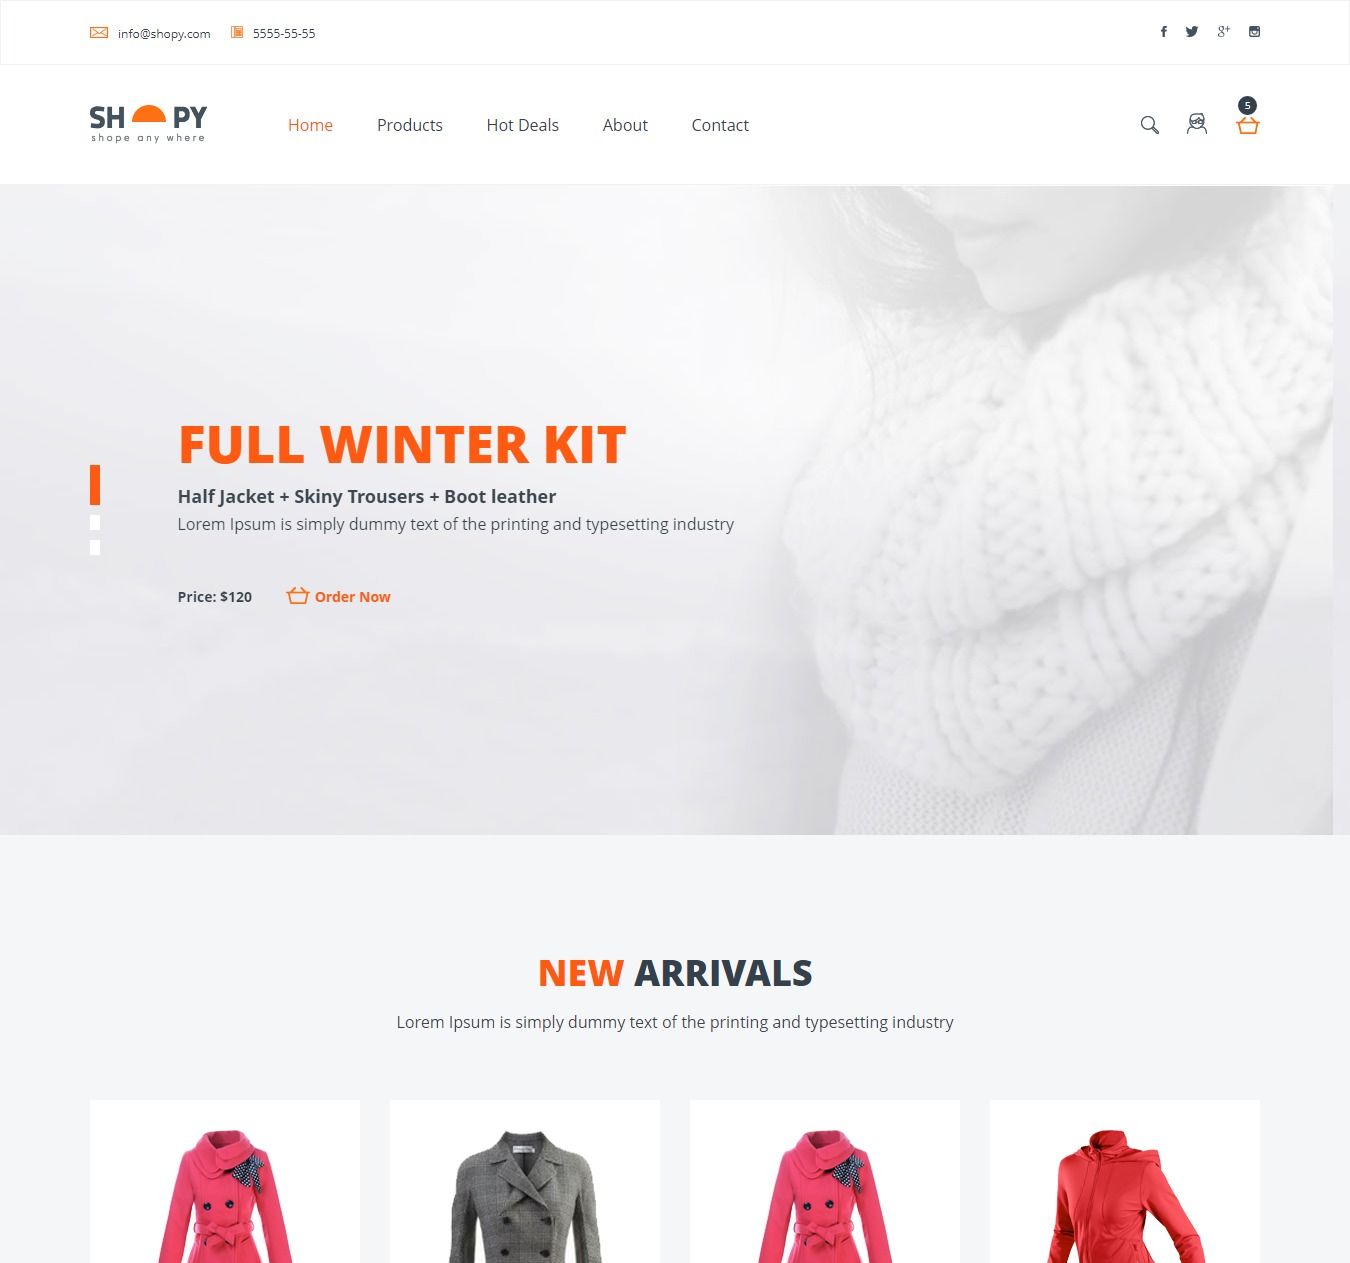 info@shopy.com 5555-55-55
SH PY
shope any where
Home Products Hot Deals About Contact
5
FULL WINTER KIT
Half Jacket + Skiny Trousers + Boot leather
Lorem Ipsum is simply dummy text of the printing and typesetting industry
Price: $120 Order Now
NEW ARRIVALS
Lorem Ipsum is simply dummy text of the printing and typesetting industry